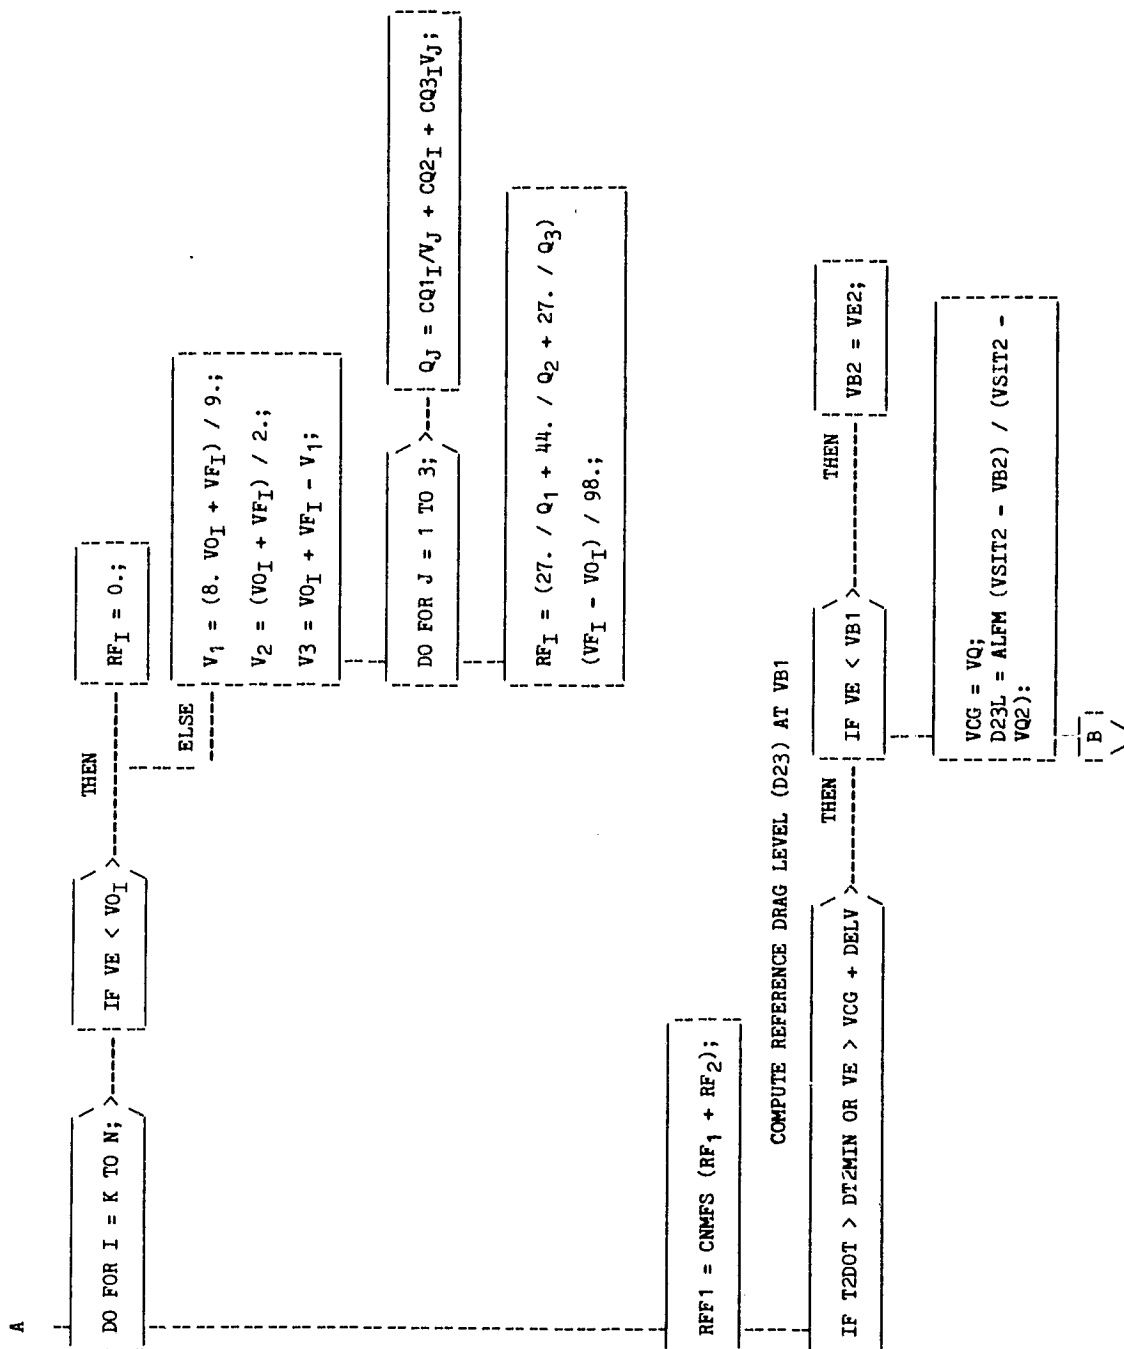 A
DO FOR I = K TO N;
IF VE < VO_I
THEN
RF_I = 0.;
ELSE
V_1 = (8. VO_I + VF_I) / 9.;
V_2 = (VO_I + VF_I) / 2.;
V3 = VO_I + VF_I - V_1;
DO FOR J = 1 TO 3;
Q_J = CQ1_I/V_J + CQ2_I + CQ3_I V_J;
RF_I = (27. / Q_1 + 44. / Q_2 + 27. / Q_3)
(VF_I - VO_I) / 98.;
RFF1 = CNMFS (RF_1 + RF_2);
COMPUTE REFERENCE DRAG LEVEL (D23) AT VB1
IF T2DOT > DT2MIN OR VE > VCG + DELV
THEN
IF VE < VB1
THEN
VB2 = VE2;
VCG = VQ;
D23L = ALFM (VSIT2 - VB2) / (VSIT2 -
VQ2):
B